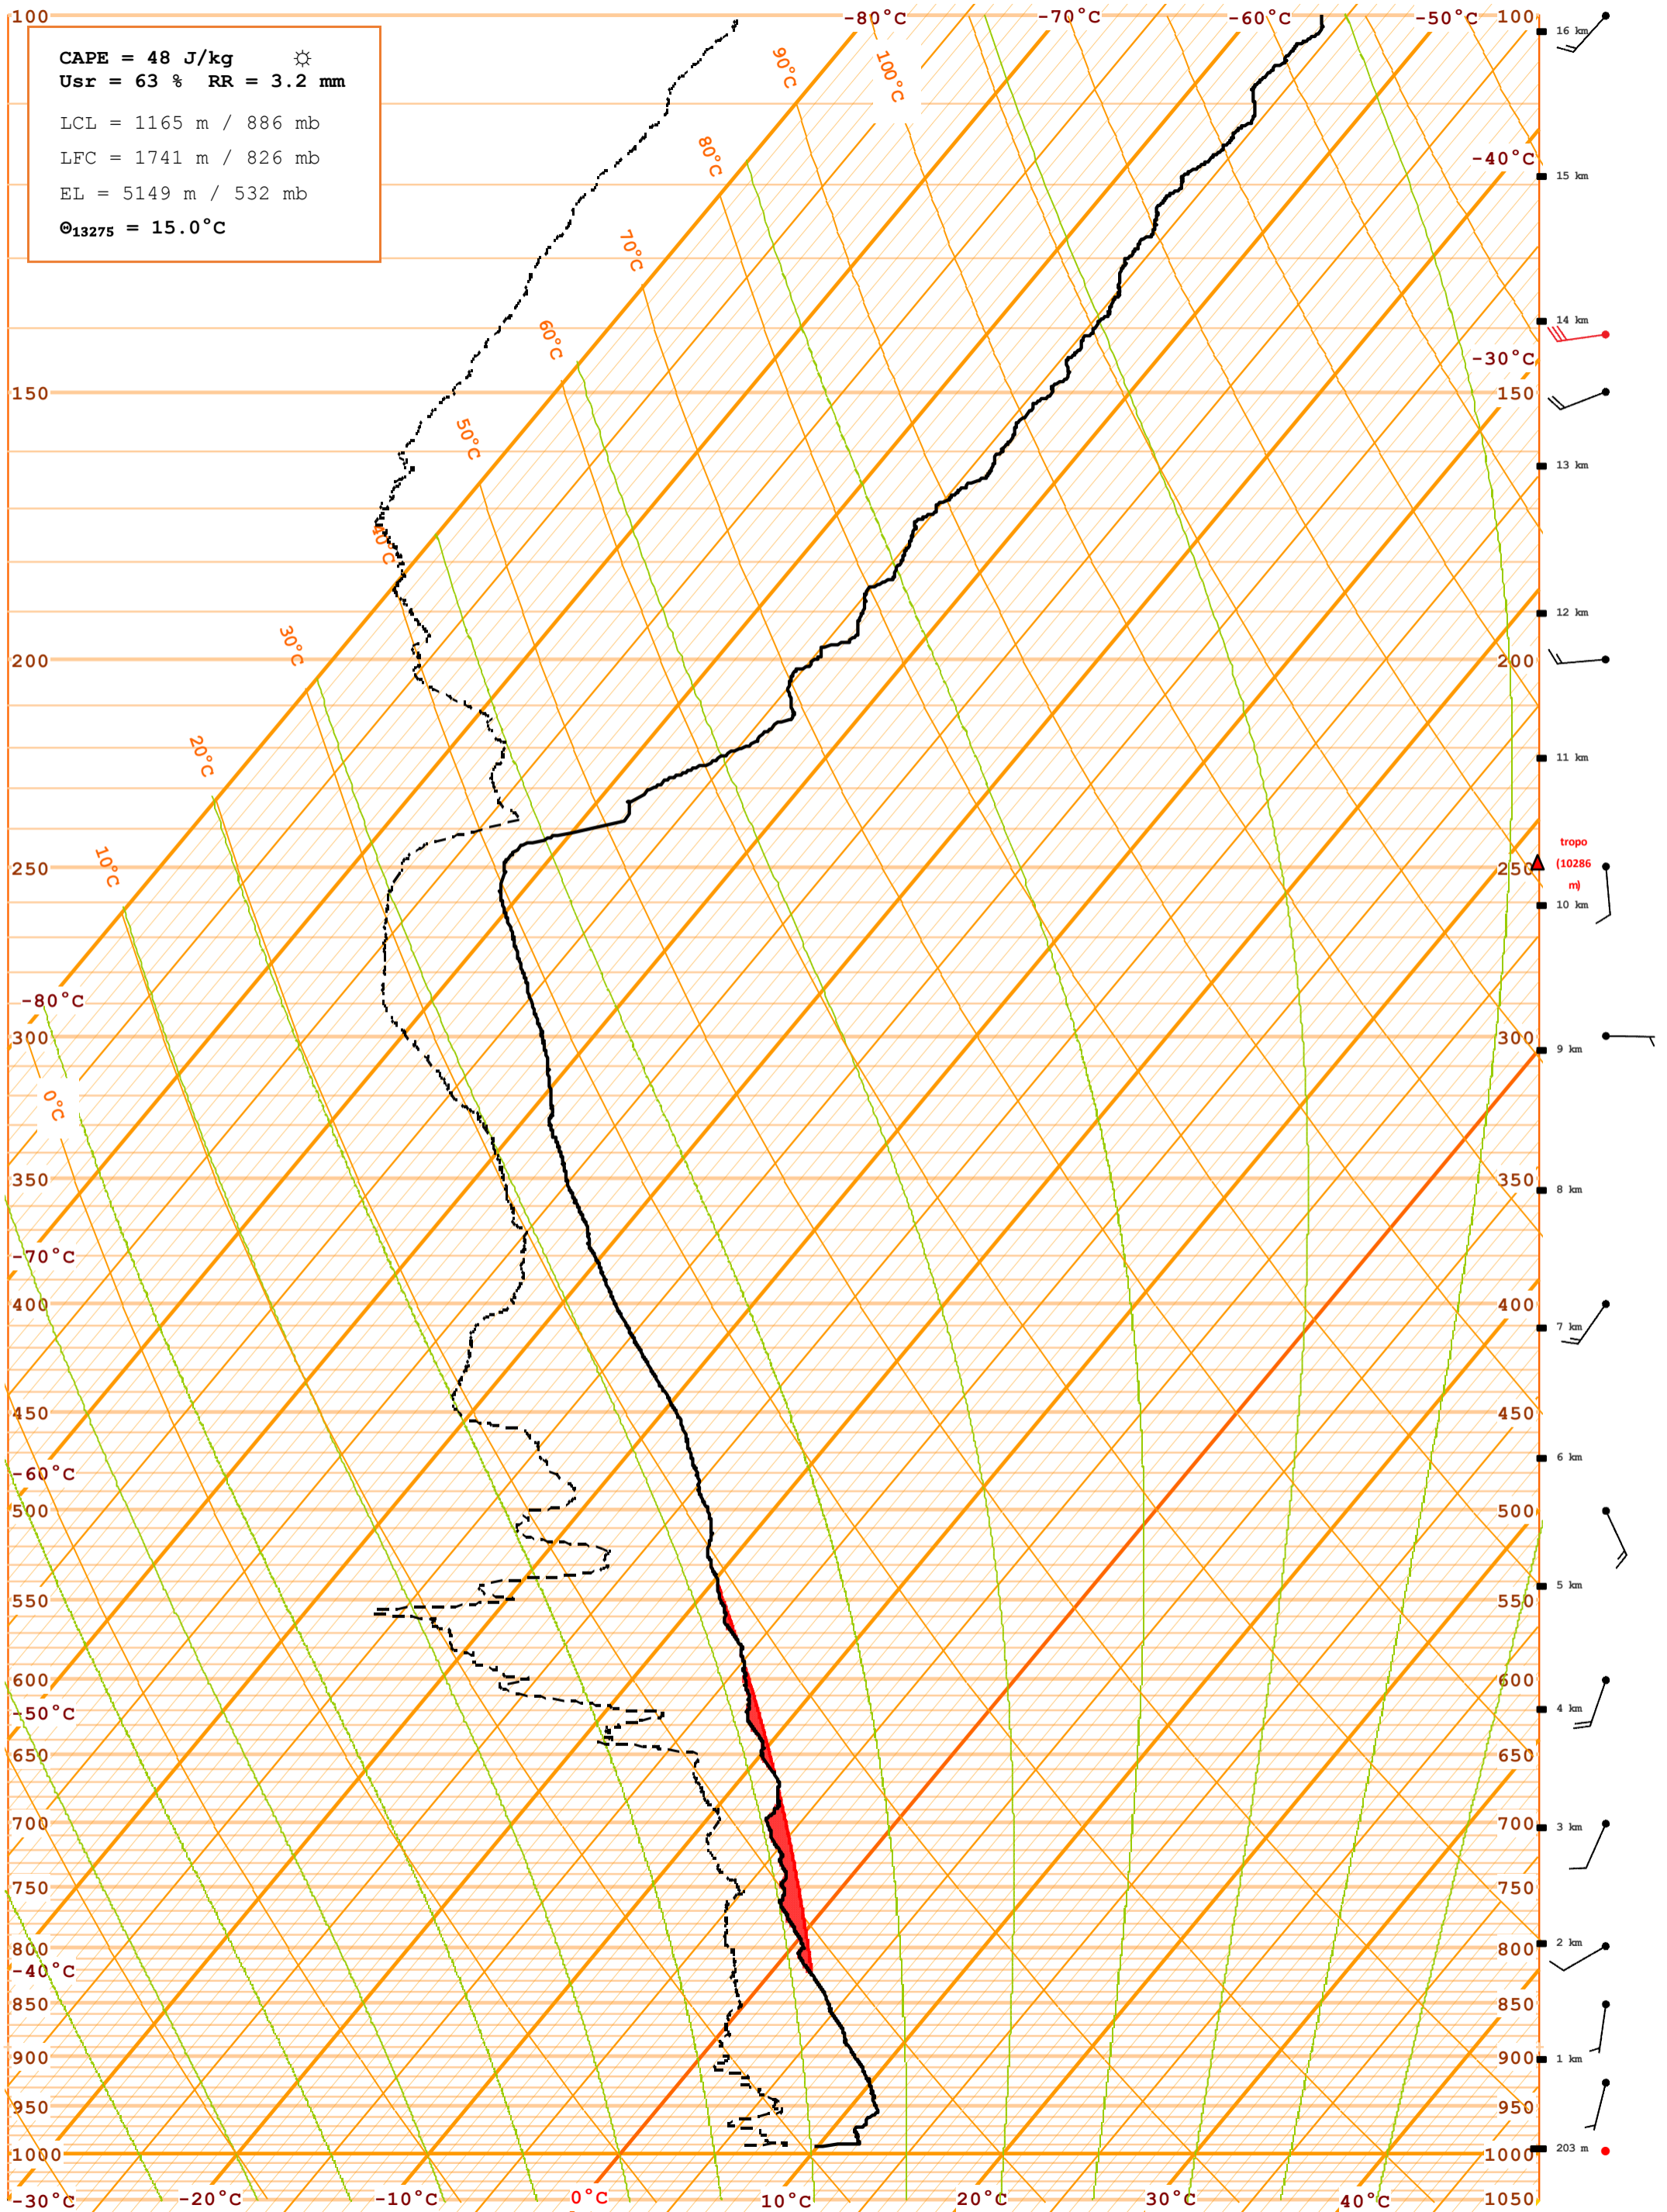 100
-80°C
-70°C
-60°C
-50°C
100
16 km
CAPE = 48 J/kg ☼
Usr = 63 % RR = 3.2 mm
LCL = 1165 m / 886 mb
LFC = 1741 m / 826 mb
EL = 5149 m / 532 mb
Θ13275 = 15.0°C
90°C
100°C
80°C
-40°C
15 km
70°C
60°C
14 km
-30°C
150
150
50°C
13 km
40°C
12 km
30°C
200
200
20°C
11 km
tropo
(10286
m)
10°C
250
250
10 km
-80°C
300
300
9 km
0°C
350
350
8 km
-70°C
400
400
7 km
450
450
6 km
-60°C
500
500
5 km
550
550
600
600
-50°C
4 km
650
650
700
700
3 km
750
750
2 km
800
800
-40°C
850
850
900
900
1 km
950
950
1000
1000
203 m
-30°C
-20°C
-10°C
0°C
10°C
20°C
30°C
40°C
1050